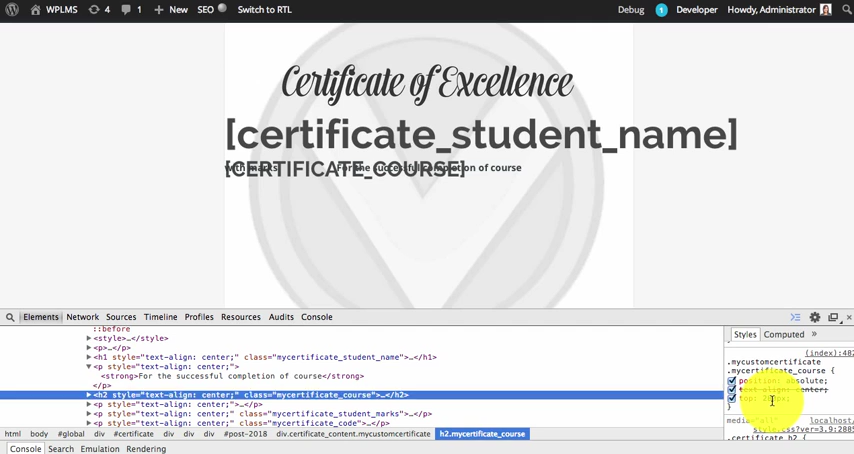 WPLMS 4 1 New SEO Switch to RTL Debug 1 Developer Howdy, Administrator
Certificate of Excellence
[certificate_student_name]
[CERTIFICATE_COURSE]
with marks For the successful completion of course
Elements Network Sources Timeline Profiles Resources Audits Console
::before
<style>…</style>
<p>…</p>
<h1 style="text-align: center;" class="mycertificate_student_name">…</h1>
<p style="text-align: center;">
<strong>For the successful completion of course</strong>
</p>
<h2 style="text-align: center;" class="mycertificate_course">…</h2>
<p style="text-align: center;">…</p>
<p style="text-align: center;" class="mycertificate_student_marks">…</p>
<p style="text-align: center;" class="mycertificate_code">…</p>
html body #global div #certificate div div div #post-2018 div.certificate_content.mycustomcertificate h2.mycertificate_course
Console Search Emulation Rendering
Styles Computed »
(index):482
.mycustomcertificate
.mycertificate_course {
position: absolute;
text-align: center;
}
media="all" localhost/
style.css?ver=3.9:2885
.certificate h2 {